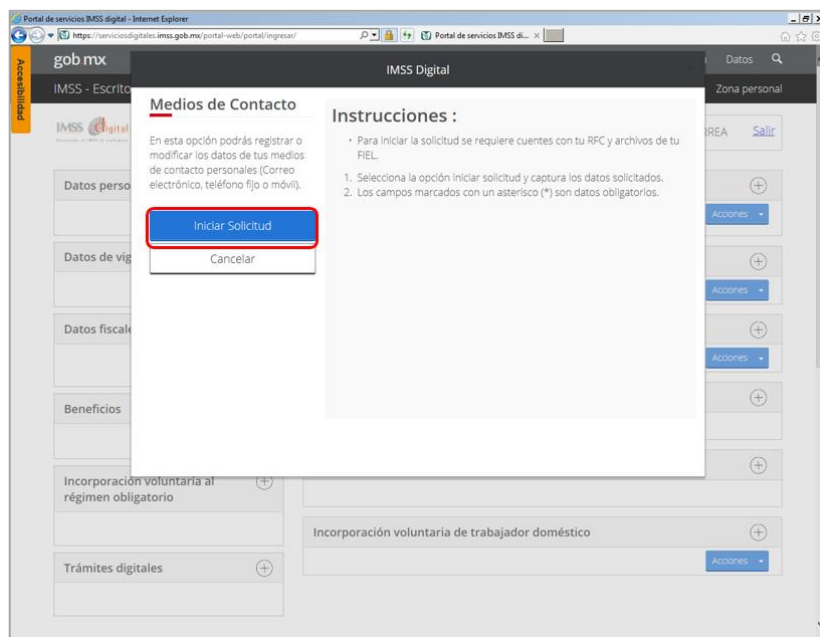 Portal de servicios IMSS digital - Internet Explorer
https://serviciosdigitales.imss.gob.mx/portal-web/portal/ingresar/
Portal de servicios IMSS di...
Accesibilidad
gob mx
Datos
IMSS Digital
IMSS - Escrito
Zona personal
IMSS Digital
REA
Salir
Medios de Contacto
En esta opción podrás registrar o
modificar los datos de tus medios
de contacto personales (Correo
electrónico, teléfono fijo o móvil).
Iniciar Solicitud
Cancelar
Instrucciones :
• Para iniciar la solicitud se requiere cuentes con tu RFC y archivos de tu
FIEL.
1. Selecciona la opción iniciar solicitud y captura los datos solicitados.
2. Los campos marcados con un asterisco (*) son datos obligatorios.
Datos perso
Acciones
Datos de vig
Acciones
Datos fiscale
Acciones
Beneficios
Incorporación voluntaria al
régimen obligatorio
Incorporación voluntaria de trabajador doméstico
Acciones
Trámites digitales